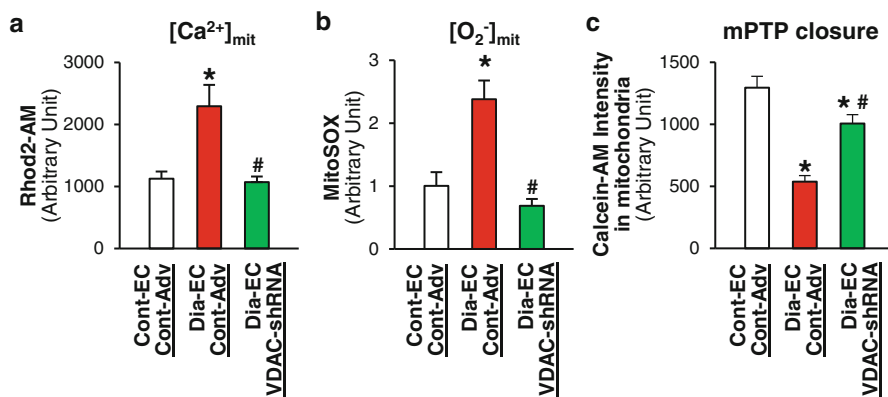 a
[Ca²⁺]mit
Rhod2-AM
(Arbitrary Unit)
3000
2000
1000
0
*
#
Cont-EC
Cont-Adv
Dia-EC
Cont-Adv
Dia-EC
VDAC-shRNA
b
[O₂⁻]mit
MitoSOX
(Arbitrary Unit)
3
2
1
0
*
#
Cont-EC
Cont-Adv
Dia-EC
Cont-Adv
Dia-EC
VDAC-shRNA
c
mPTP closure
Calcein-AM Intensity
in mitochondria
(Arbitrary Unit)
1500
1000
500
0
*
* #
Cont-EC
Cont-Adv
Dia-EC
Cont-Adv
Dia-EC
VDAC-shRNA